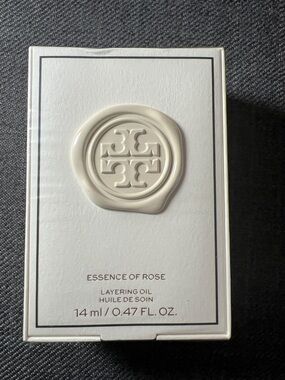 ESSENCE OF ROSE
LAYERING OIL
HUILE DE SOIN
14 ml / 0.47 FL. OZ.